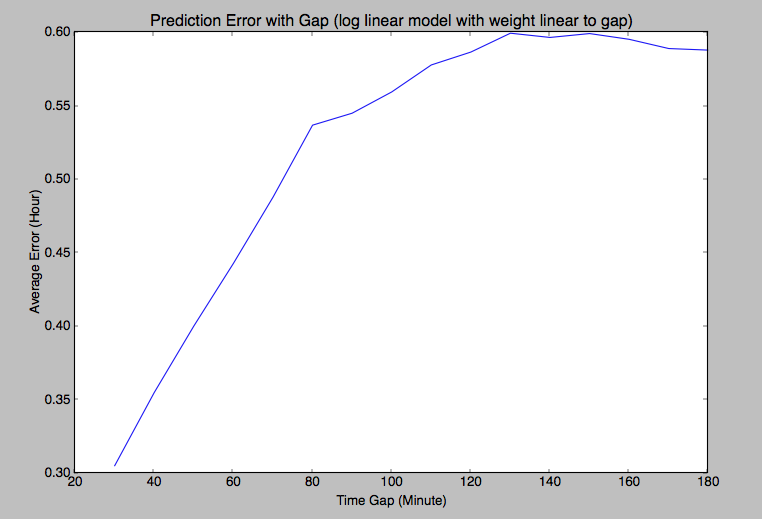 Prediction Error with Gap (log linear model with weight linear to gap)
0.60
0.55
0.50
0.45
0.40
0.35
0.30
Average Error (Hour)
20 40 60 80 100 120 140 160 180
Time Gap (Minute)